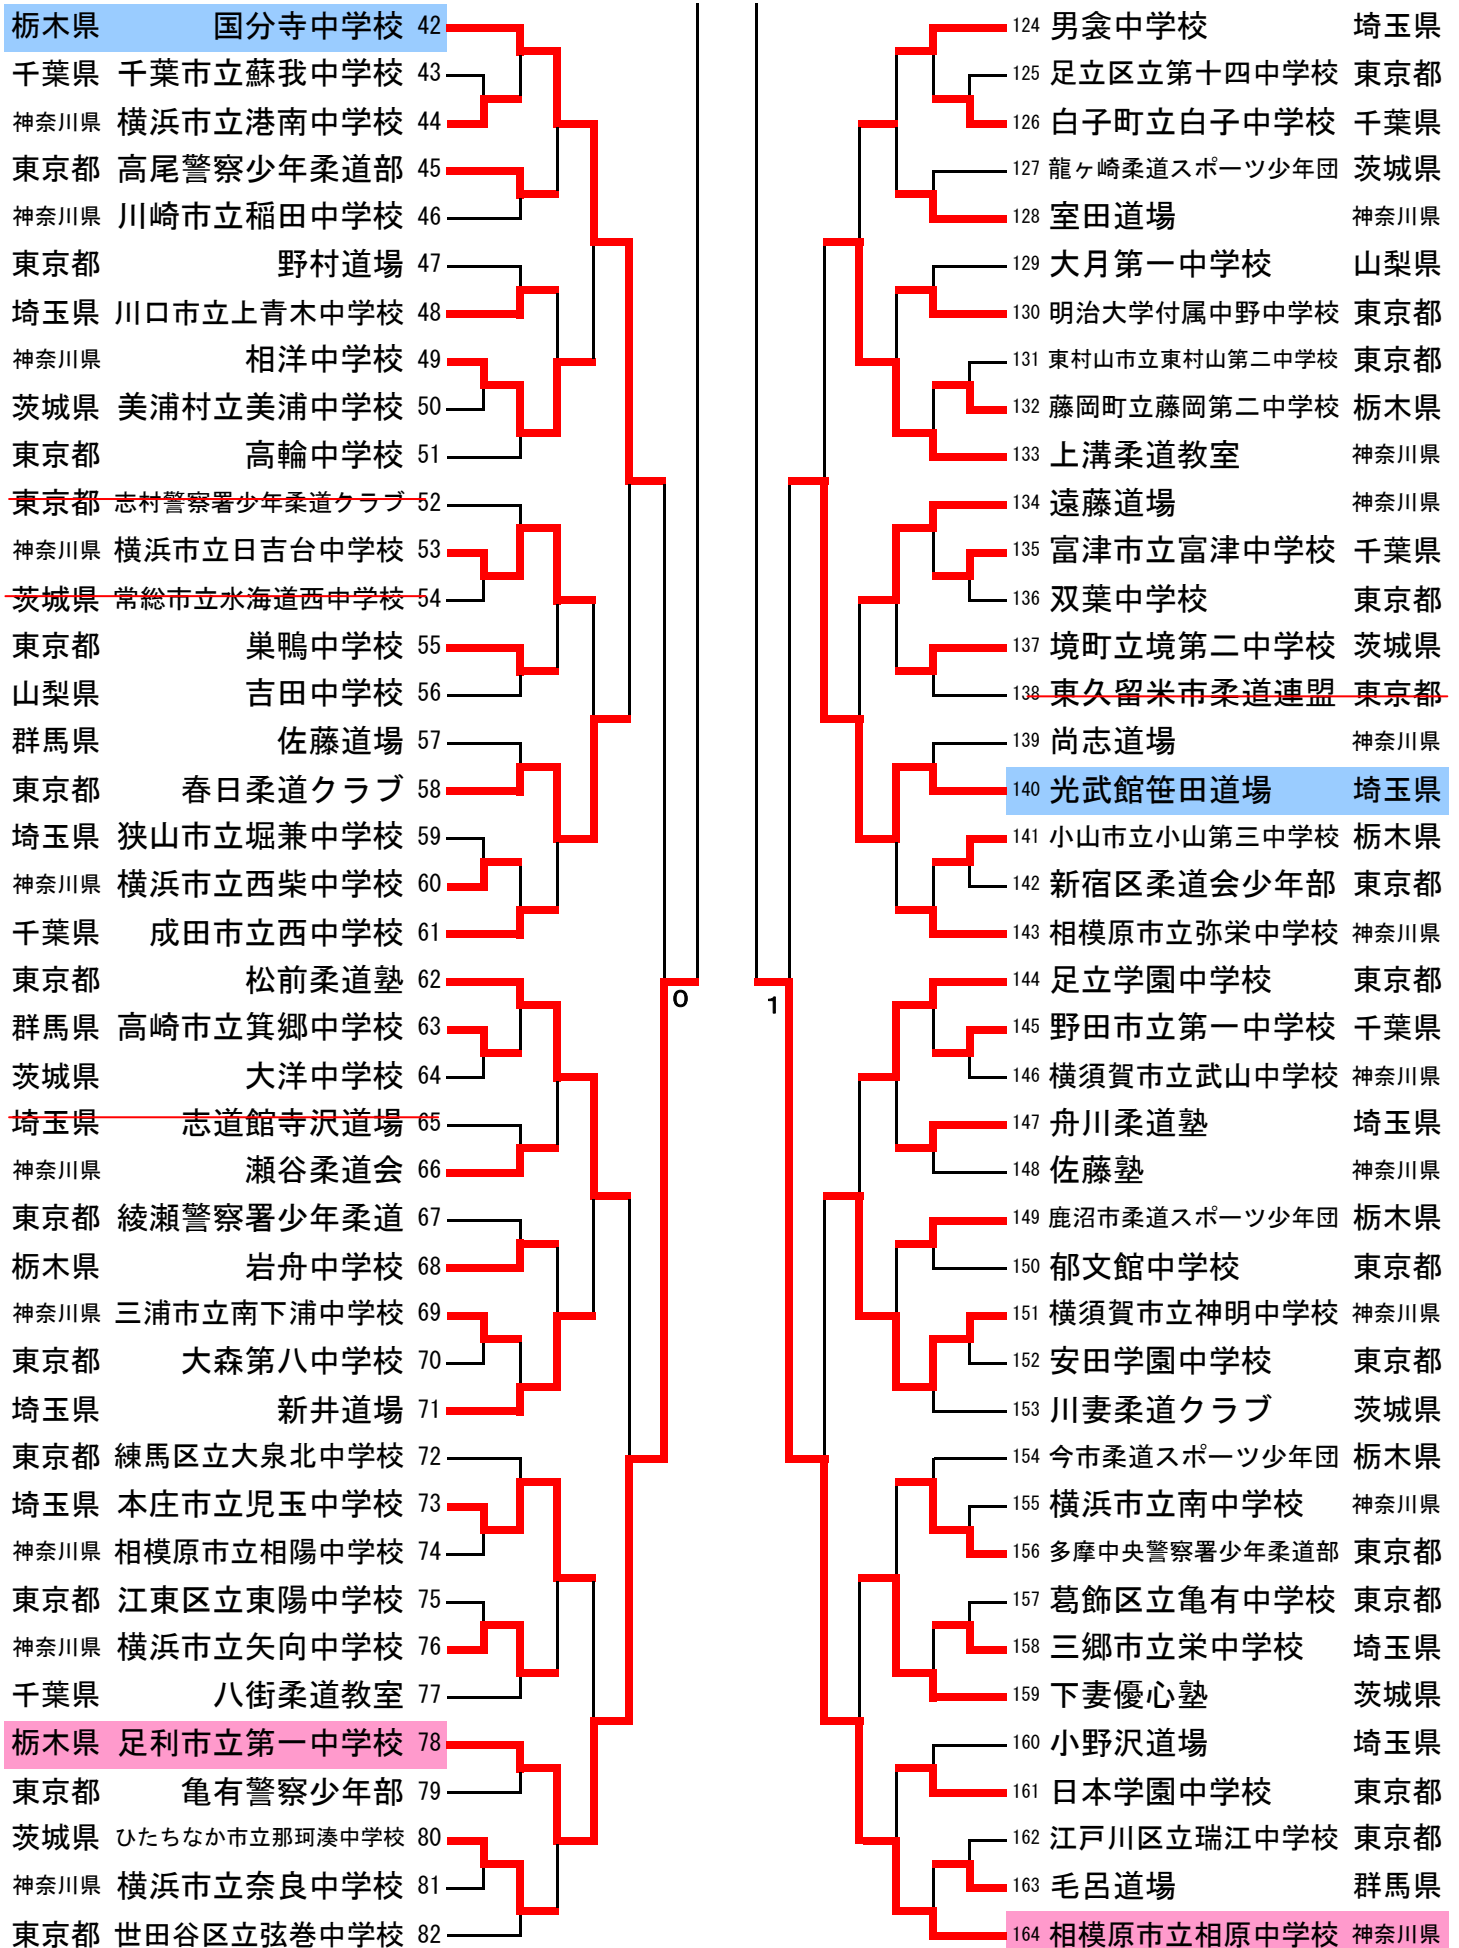 栃木県 国分寺中学校 42
千葉県 千葉市立蘇我中学校 43
神奈川県 横浜市立港南中学校 44
東京都 高尾警察少年柔道部 45
神奈川県 川崎市立稲田中学校 46
東京都 野村道場 47
埼玉県 川口市立上青木中学校 48
神奈川県 相洋中学校 49
茨城県 美浦村立美浦中学校 50
東京都 高輪中学校 51
東京都 志村警察署少年柔道クラブ 52
神奈川県 横浜市立日吉台中学校 53
茨城県 常総市立水海道西中学校 54
東京都 巣鴨中学校 55
山梨県 吉田中学校 56
群馬県 佐藤道場 57
東京都 春日柔道クラブ 58
埼玉県 狭山市立堀兼中学校 59
神奈川県 横浜市立西柴中学校 60
千葉県 成田市立西中学校 61
東京都 松前柔道塾 62
群馬県 高崎市立箕郷中学校 63
茨城県 大洋中学校 64
埼玉県 志道館寺沢道場 65
神奈川県 瀬谷柔道会 66
東京都 綾瀬警察署少年柔道 67
栃木県 岩舟中学校 68
神奈川県 三浦市立南下浦中学校 69
東京都 大森第八中学校 70
埼玉県 新井道場 71
東京都 練馬区立大泉北中学校 72
埼玉県 本庄市立児玉中学校 73
神奈川県 相模原市立相陽中学校 74
東京都 江東区立東陽中学校 75
神奈川県 横浜市立矢向中学校 76
千葉県 八街柔道教室 77
栃木県 足利市立第一中学校 78
東京都 亀有警察少年部 79
茨城県 ひたちなか市立那珂湊中学校 80
神奈川県 横浜市立奈良中学校 81
東京都 世田谷区立弦巻中学校 82
0
1
124 男衾中学校 埼玉県
125 足立区立第十四中学校 東京都
126 白子町立白子中学校 千葉県
127 龍ヶ崎柔道スポーツ少年団 茨城県
128 室田道場 神奈川県
129 大月第一中学校 山梨県
130 明治大学付属中野中学校 東京都
131 東村山市立東村山第二中学校 東京都
132 藤岡町立藤岡第二中学校 栃木県
133 上溝柔道教室 神奈川県
134 遠藤道場 神奈川県
135 富津市立富津中学校 千葉県
136 双葉中学校 東京都
137 境町立境第二中学校 茨城県
138 東久留米市柔道連盟 東京都
139 尚志道場 神奈川県
140 光武館笹田道場 埼玉県
141 小山市立小山第三中学校 栃木県
142 新宿区柔道会少年部 東京都
143 相模原市立弥栄中学校 神奈川県
144 足立学園中学校 東京都
145 野田市立第一中学校 千葉県
146 横須賀市立武山中学校 神奈川県
147 舟川柔道塾 埼玉県
148 佐藤塾 神奈川県
149 鹿沼市柔道スポーツ少年団 栃木県
150 郁文館中学校 東京都
151 横須賀市立神明中学校 神奈川県
152 安田学園中学校 東京都
153 川妻柔道クラブ 茨城県
154 今市柔道スポーツ少年団 栃木県
155 横浜市立南中学校 神奈川県
156 多摩中央警察署少年柔道部 東京都
157 葛飾区立亀有中学校 東京都
158 三郷市立栄中学校 埼玉県
159 下妻優心塾 茨城県
160 小野沢道場 埼玉県
161 日本学園中学校 東京都
162 江戸川区立瑞江中学校 東京都
163 毛呂道場 群馬県
164 相模原市立相原中学校 神奈川県